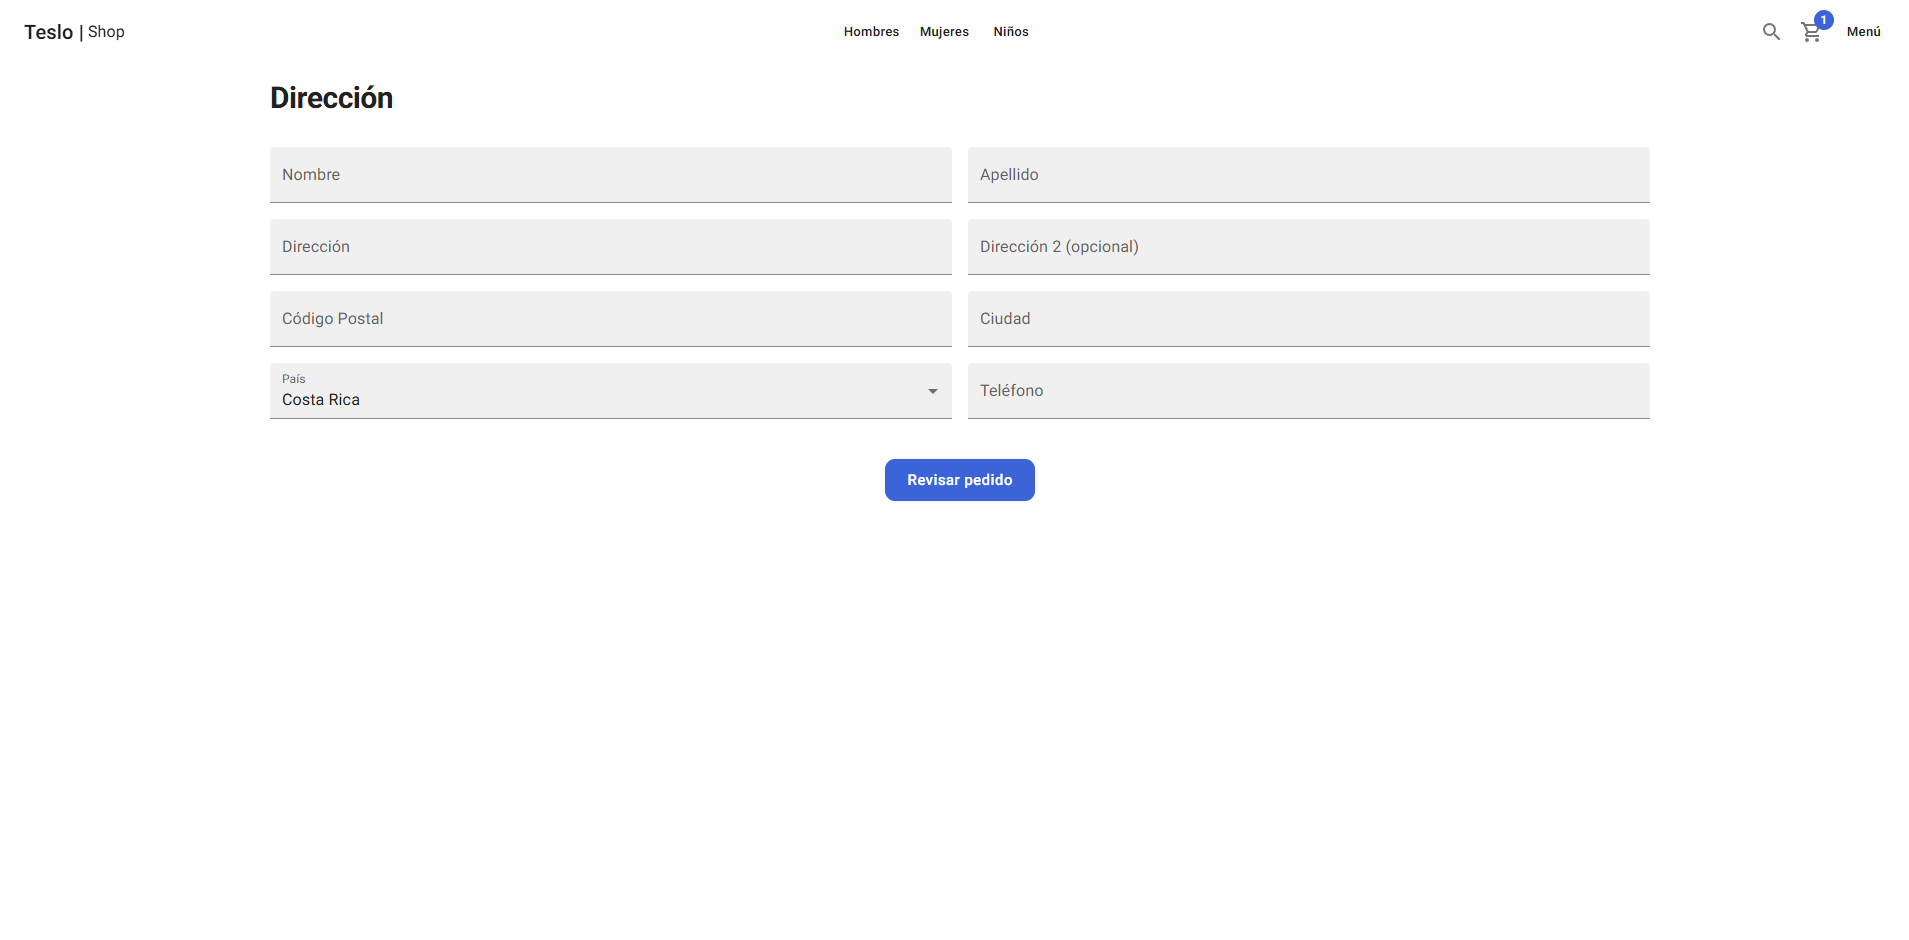 Teslo | Shop
Hombres Mujeres Niños
1
Menú
Dirección
Nombre
Apellido
Dirección
Dirección 2 (opcional)
Código Postal
Ciudad
País
Costa Rica
Teléfono
Revisar pedido